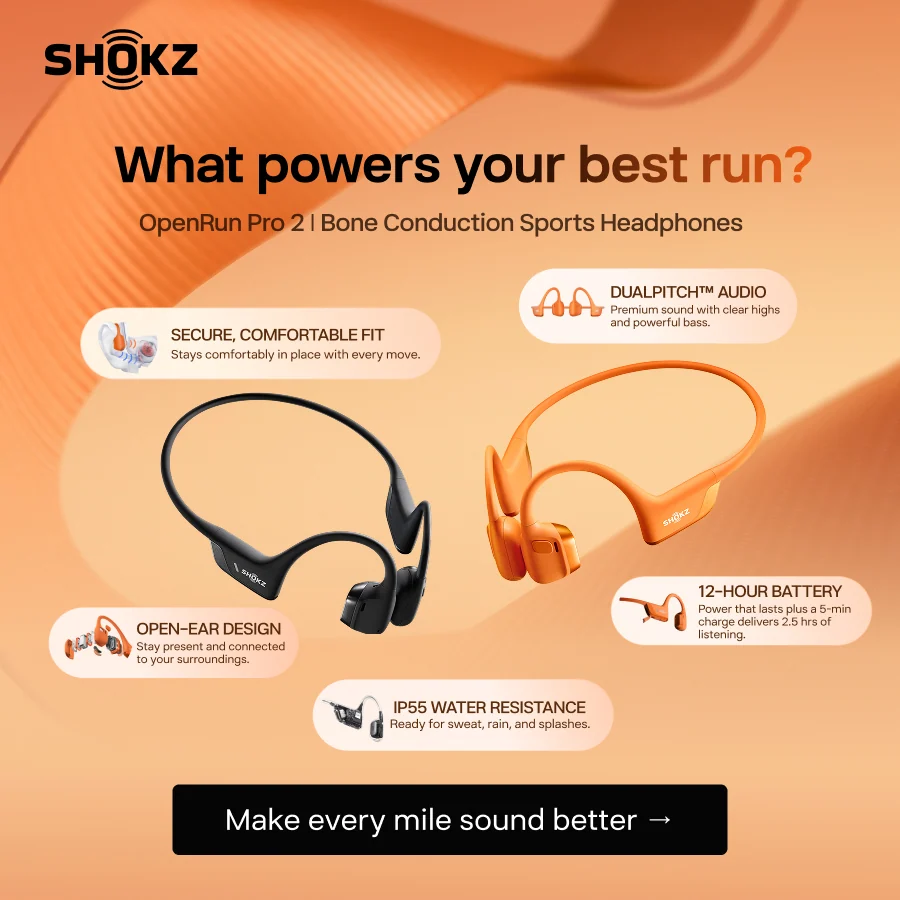 SHOKZ
What powers your best run?
OpenRun Pro 2 | Bone Conduction Sports Headphones
DUALPITCH™ AUDIO
Premium sound with clear highs
and powerful bass.
SECURE, COMFORTABLE FIT
Stays comfortably in place with every move.
SHOKZ
SHOKZ
12-HOUR BATTERY
Power that lasts plus a 5-min
charge delivers 2.5 hrs of
listening.
OPEN-EAR DESIGN
Stay present and connected
to your surroundings.
IP55 WATER RESISTANCE
Ready for sweat, rain, and splashes.
Make every mile sound better →